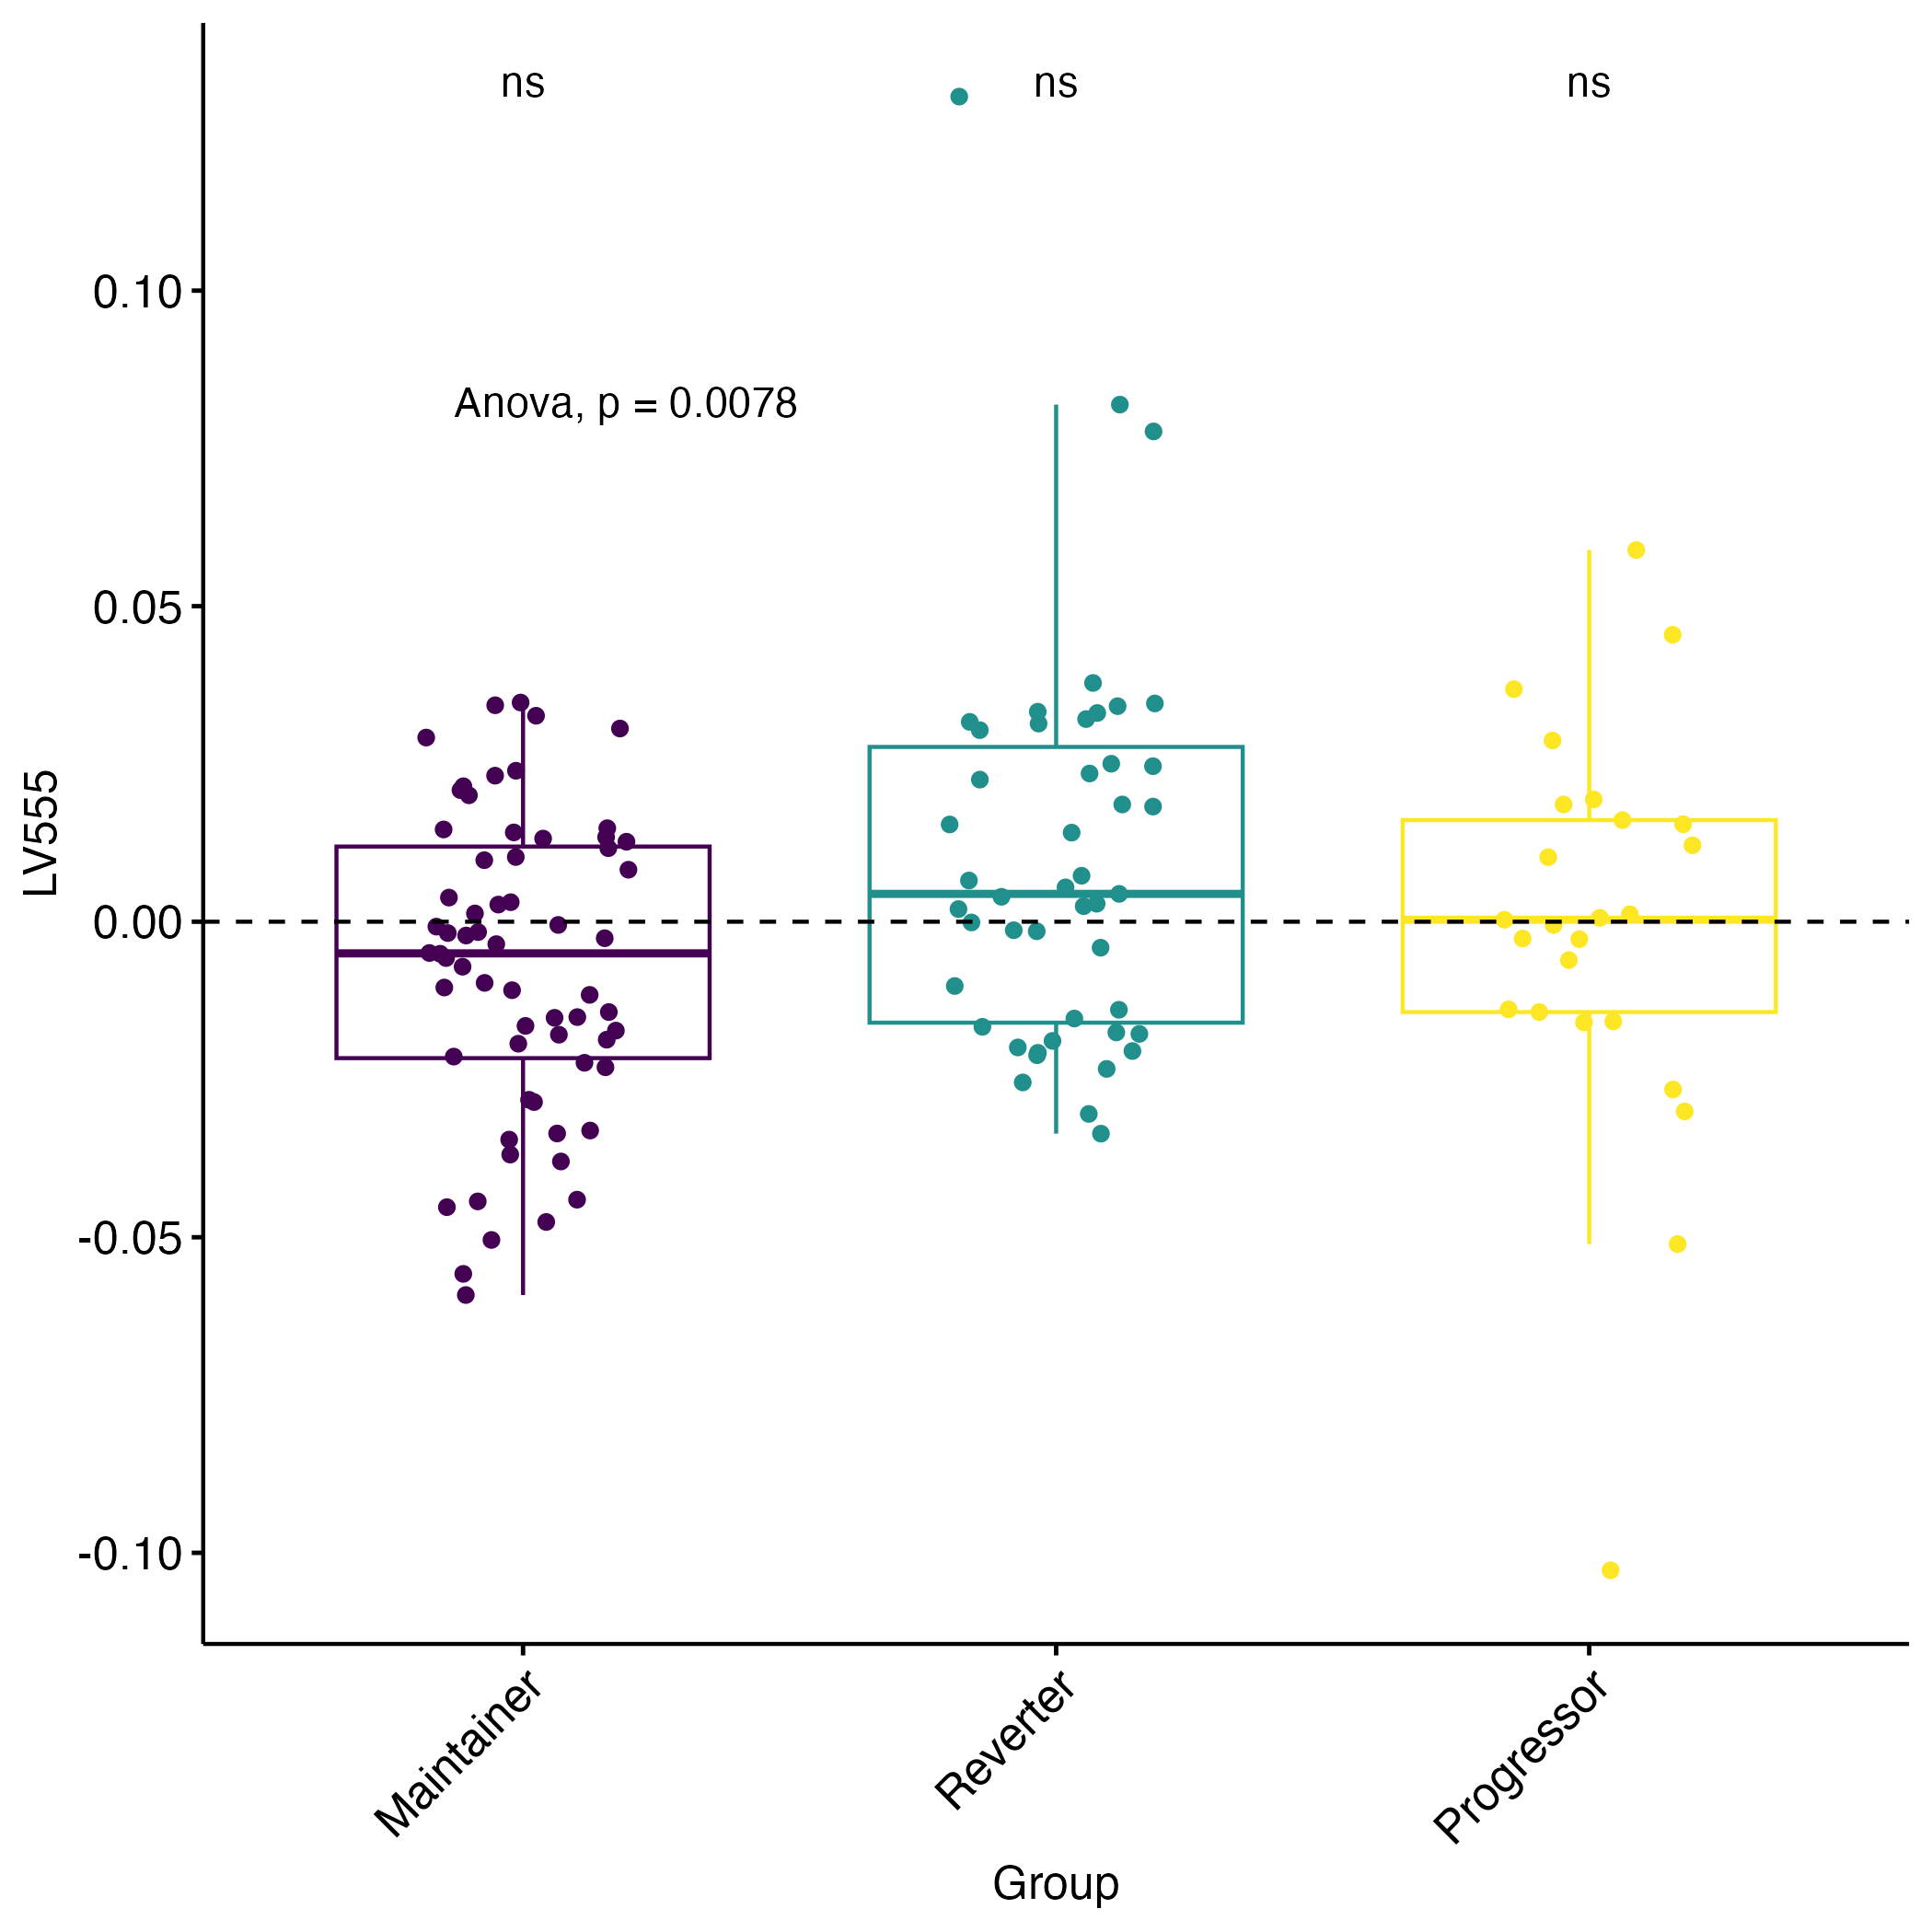 ns ns ns
Anova, p = 0.0078
LV555
0.10
0.05
0.00
-0.05
-0.10
Maintainer Reverter Progressor
Group